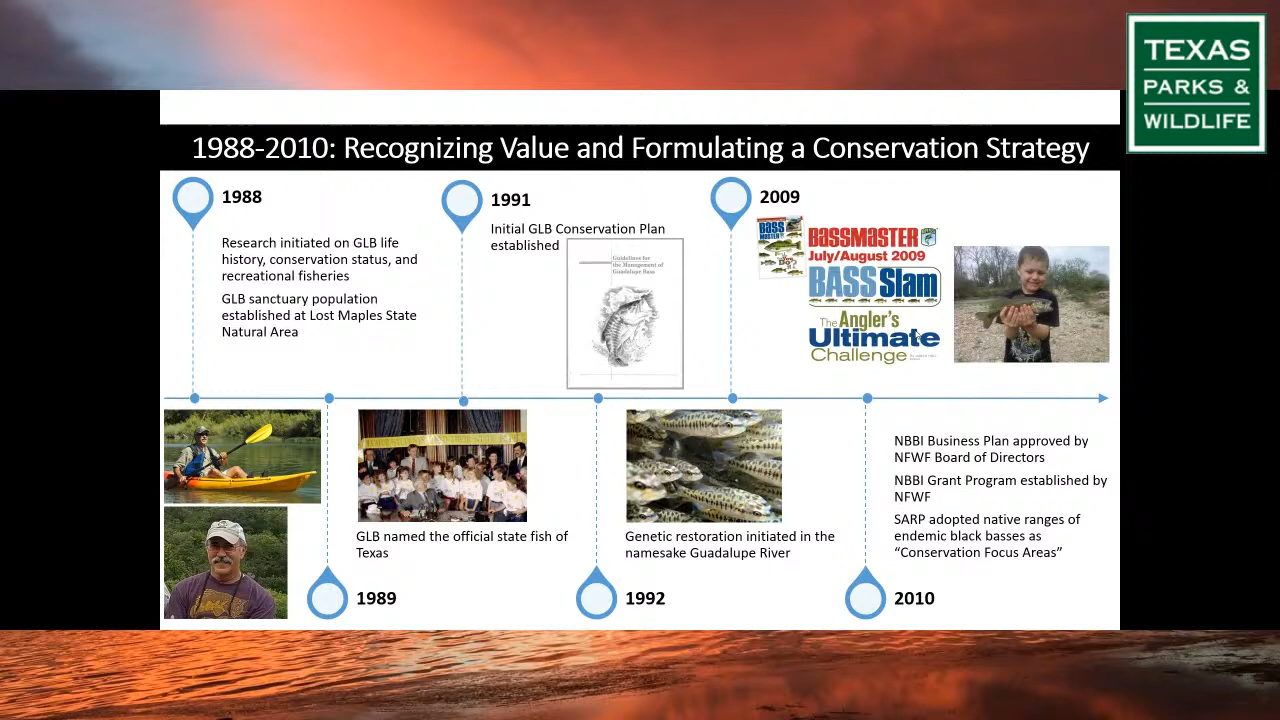 TEXAS
PARKS &
WILDLIFE
1988-2010: Recognizing Value and Formulating a Conservation Strategy
1988
Research initiated on GLB life
history, conservation status, and
recreational fisheries
GLB sanctuary population
established at Lost Maples State
Natural Area
1989
GLB named the official state fish of
Texas
1991
Initial GLB Conservation Plan
established
Guidelines for
the Management of
Guadalupe Bass
1992
Genetic restoration initiated in the
namesake Guadalupe River
2009
BASS
MASTER
BASSMASTER
July/August 2009
BASS Slam
The Angler's
Ultimate
Challenge
2010
NBBI Business Plan approved by
NFWF Board of Directors
NBBI Grant Program established by
NFWF
SARP adopted native ranges of
endemic black basses as
“Conservation Focus Areas”